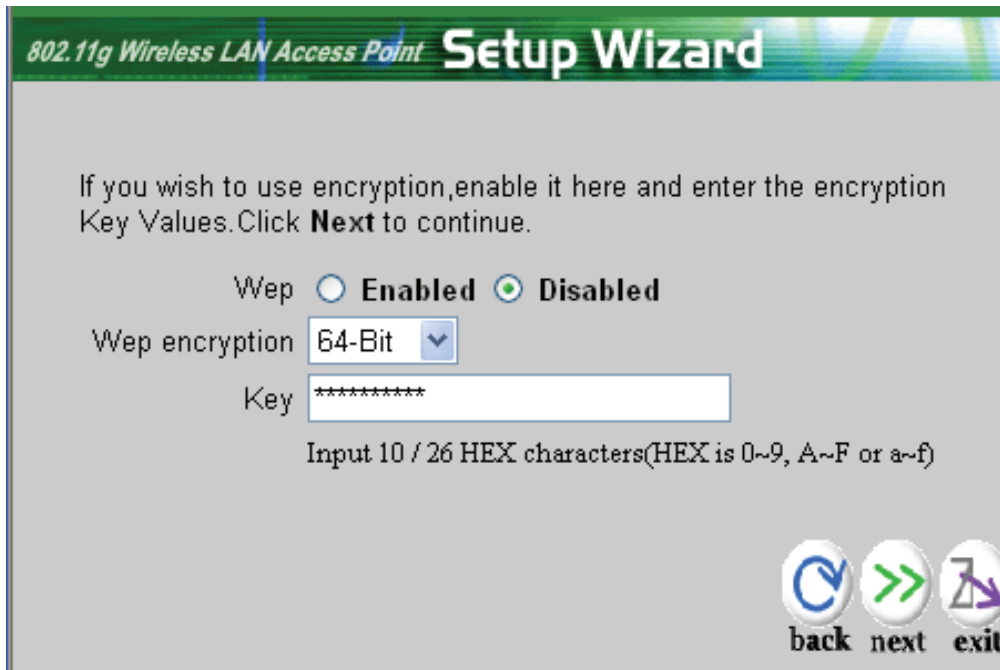 802.11g Wireless LAN Access Point Setup Wizard
If you wish to use encryption,enable it here and enter the encryption
Key Values.Click Next to continue.
Wep Enabled Disabled
Wep encryption 64-Bit
Key **********
Input 10 / 26 HEX characters(HEX is 0~9, A~F or a~f)
back next exit